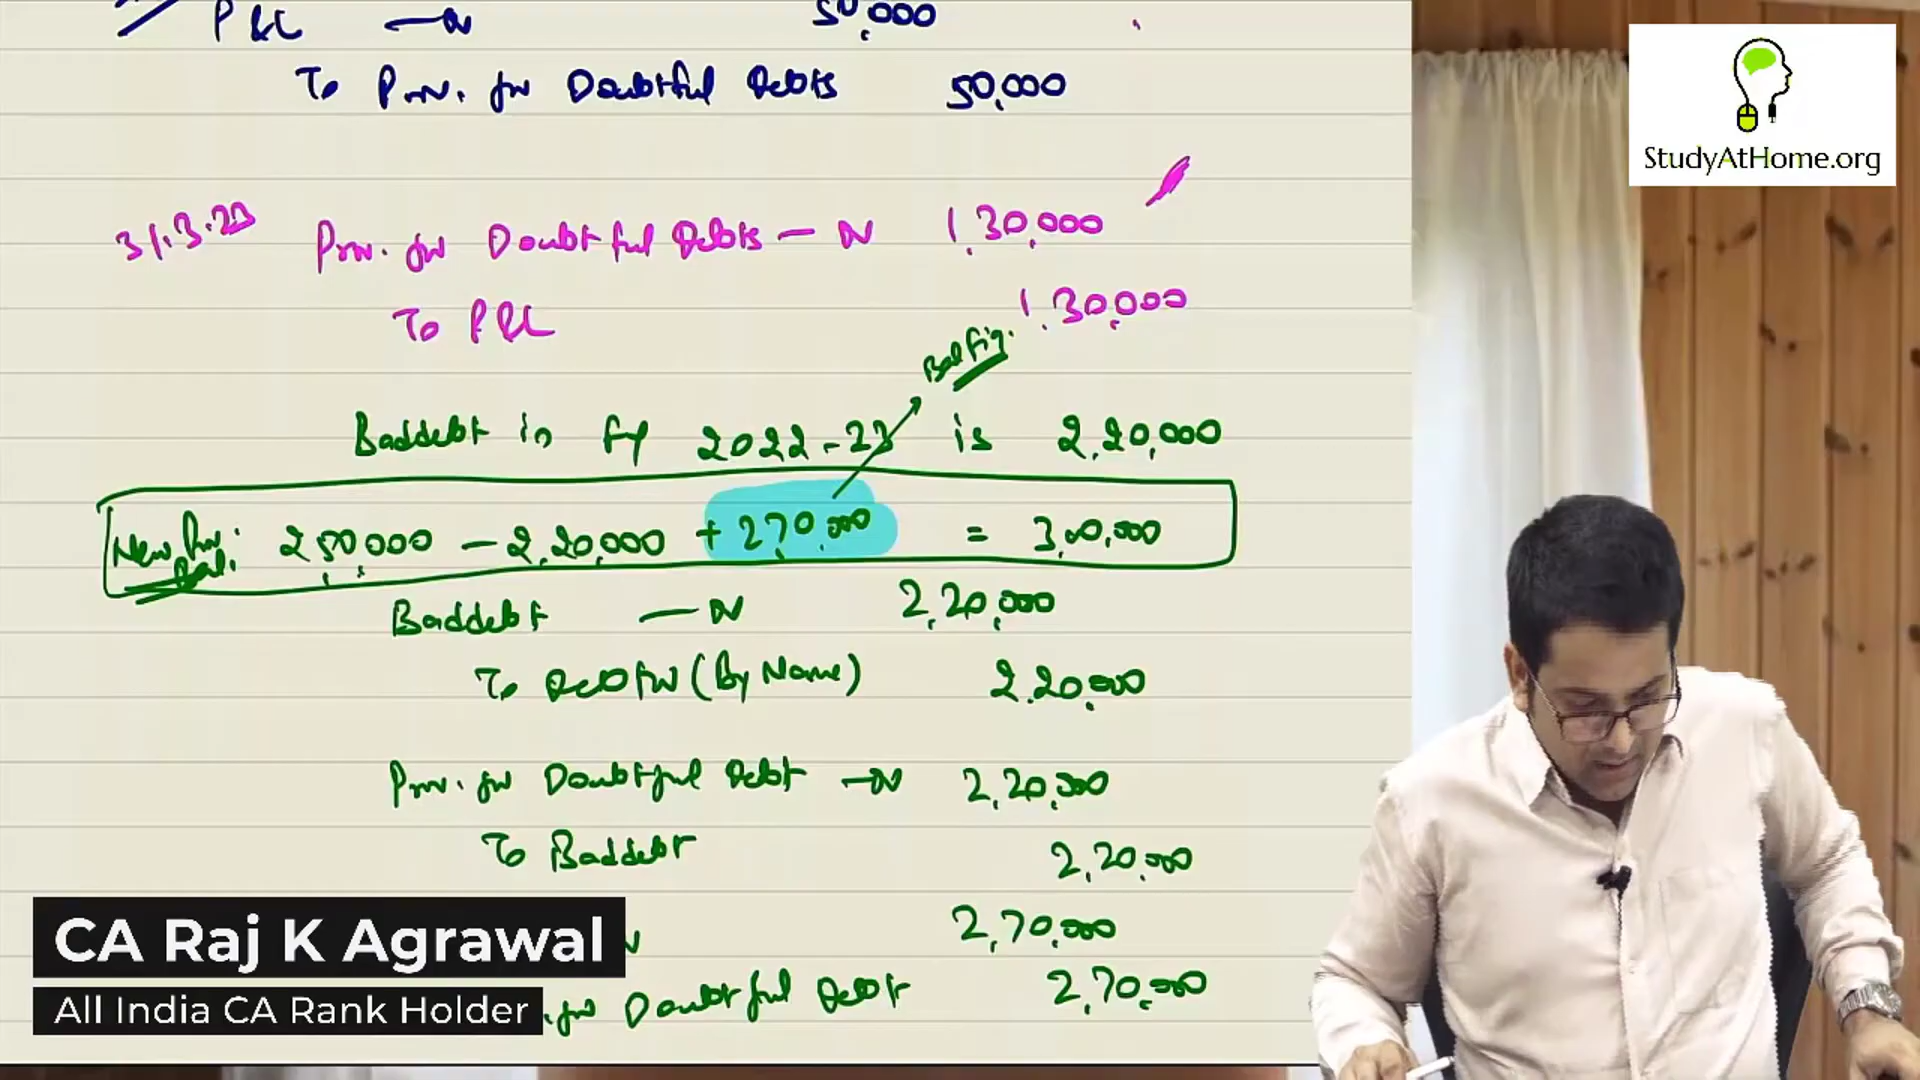 P&L — Dr 50,000
To Prov. for Doubtful Debts 50,000
31.3.23 Prov. for Doubtful Debts — Dr 1,30,000
To P&L 1,30,000
Bal fig.
Baddebt in fy 2022-23 is 2,20,000
New Prov. Bal: 250,000 - 2,20,000 + 270,000 = 3,00,000
Baddebt — Dr 2,20,000
To Debtor (By Name) 2,20,000
Prov. for Doubtful Debt — Dr 2,20,000
To Baddebt 2,20,000
2,70,000
for Doubtful Debt 2,70,000
CA Raj K Agrawal
All India CA Rank Holder
StudyAtHome.org